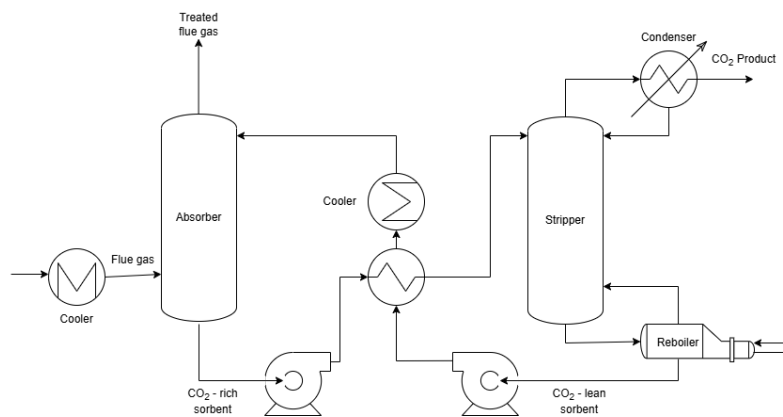 Treated
flue gas
Condenser
CO₂ Product
Absorber
Cooler
Stripper
Flue gas
Cooler
Reboiler
CO₂ - rich
sorbent
CO₂ - lean
sorbent